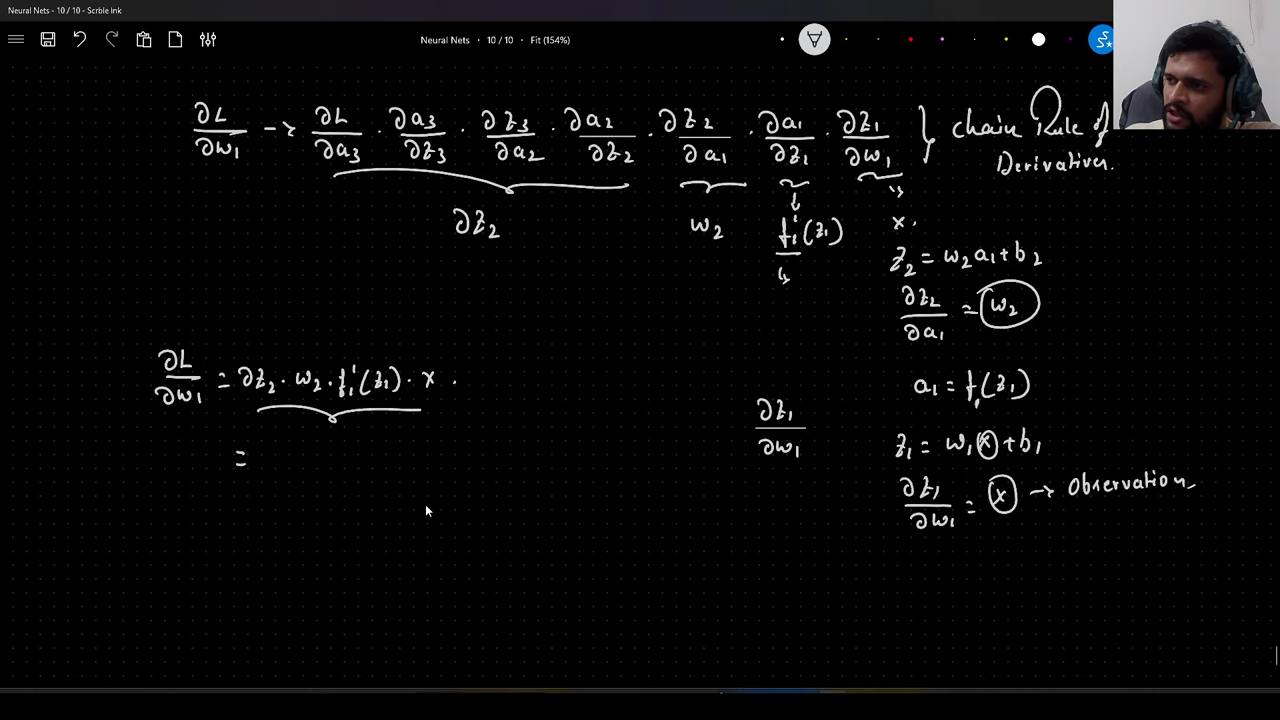 Neural Nets - 10 / 10 - Scrble Ink
Neural Nets • 10 / 10 • Fit (154%)
∂L/∂w₁ → ∂L/∂a₃ · ∂a₃/∂z₃ · ∂z₃/∂a₂ · ∂a₂/∂z₂ · ∂z₂/∂a₁ · ∂a₁/∂z₁ · ∂z₁/∂w₁ } chain Rule of
Derivatives.
∂z₂ w₂ f₁'(z₁) x.
z₂ = w₂a₁+b₂
∂z₂/∂a₁ = w₂
∂L/∂w₁ = ∂z₂ · w₂ · f₁'(z₁) · x .
=
a₁ = f₁(z₁)
∂z₁/∂w₁
z₁ = w₁x+b₁
∂z₁/∂w₁ = x → Observation